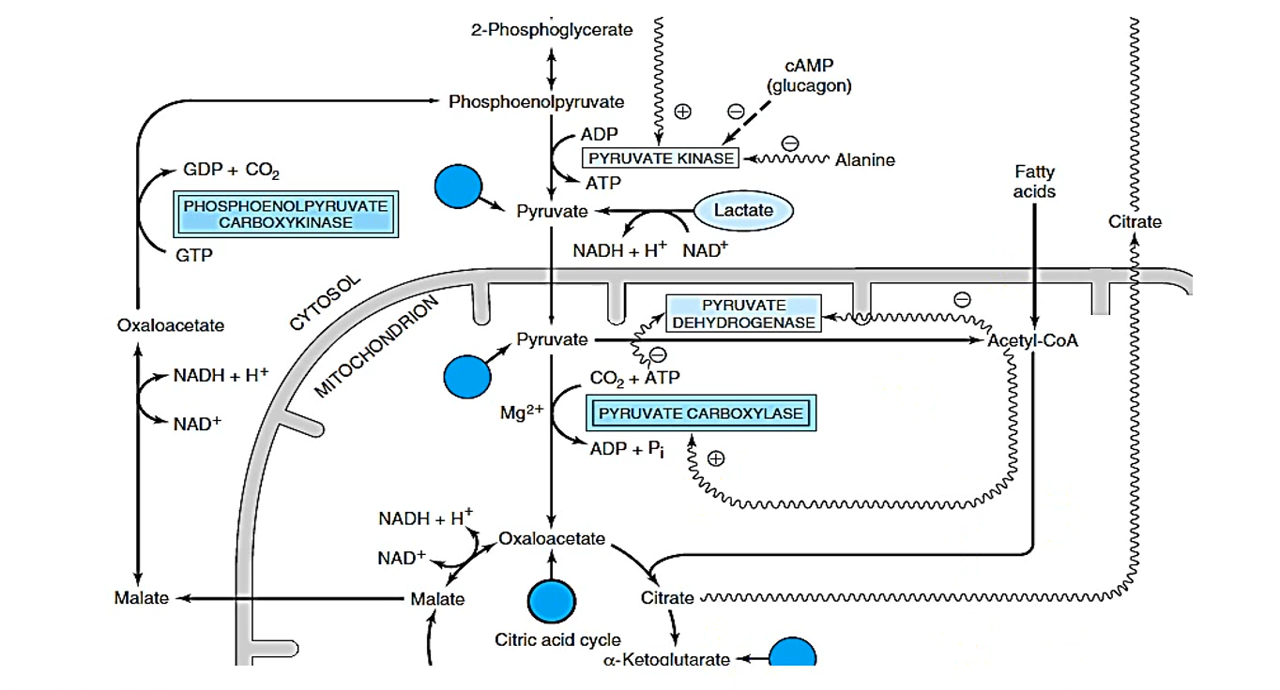 2-Phosphoglycerate
cAMP
(glucagon)
Phosphoenolpyruvate
⊕
⊖
ADP
⊖
PYRUVATE KINASE
Alanine
GDP + CO₂
ATP
Fatty
acids
PHOSPHOENOLPYRUVATE
CARBOXYKINASE
Pyruvate
Lactate
Citrate
GTP
NADH + H⁺
NAD⁺
CYTOSOL
MITOCHONDRION
PYRUVATE
DEHYDROGENASE
⊖
Oxaloacetate
Pyruvate
⊖
Acetyl-CoA
NADH + H⁺
CO₂ + ATP
Mg²⁺
PYRUVATE CARBOXYLASE
NAD⁺
ADP + Pᵢ
⊕
NADH + H⁺
Oxaloacetate
NAD⁺
Malate
Malate
Citrate
Citric acid cycle
α-Ketoglutarate